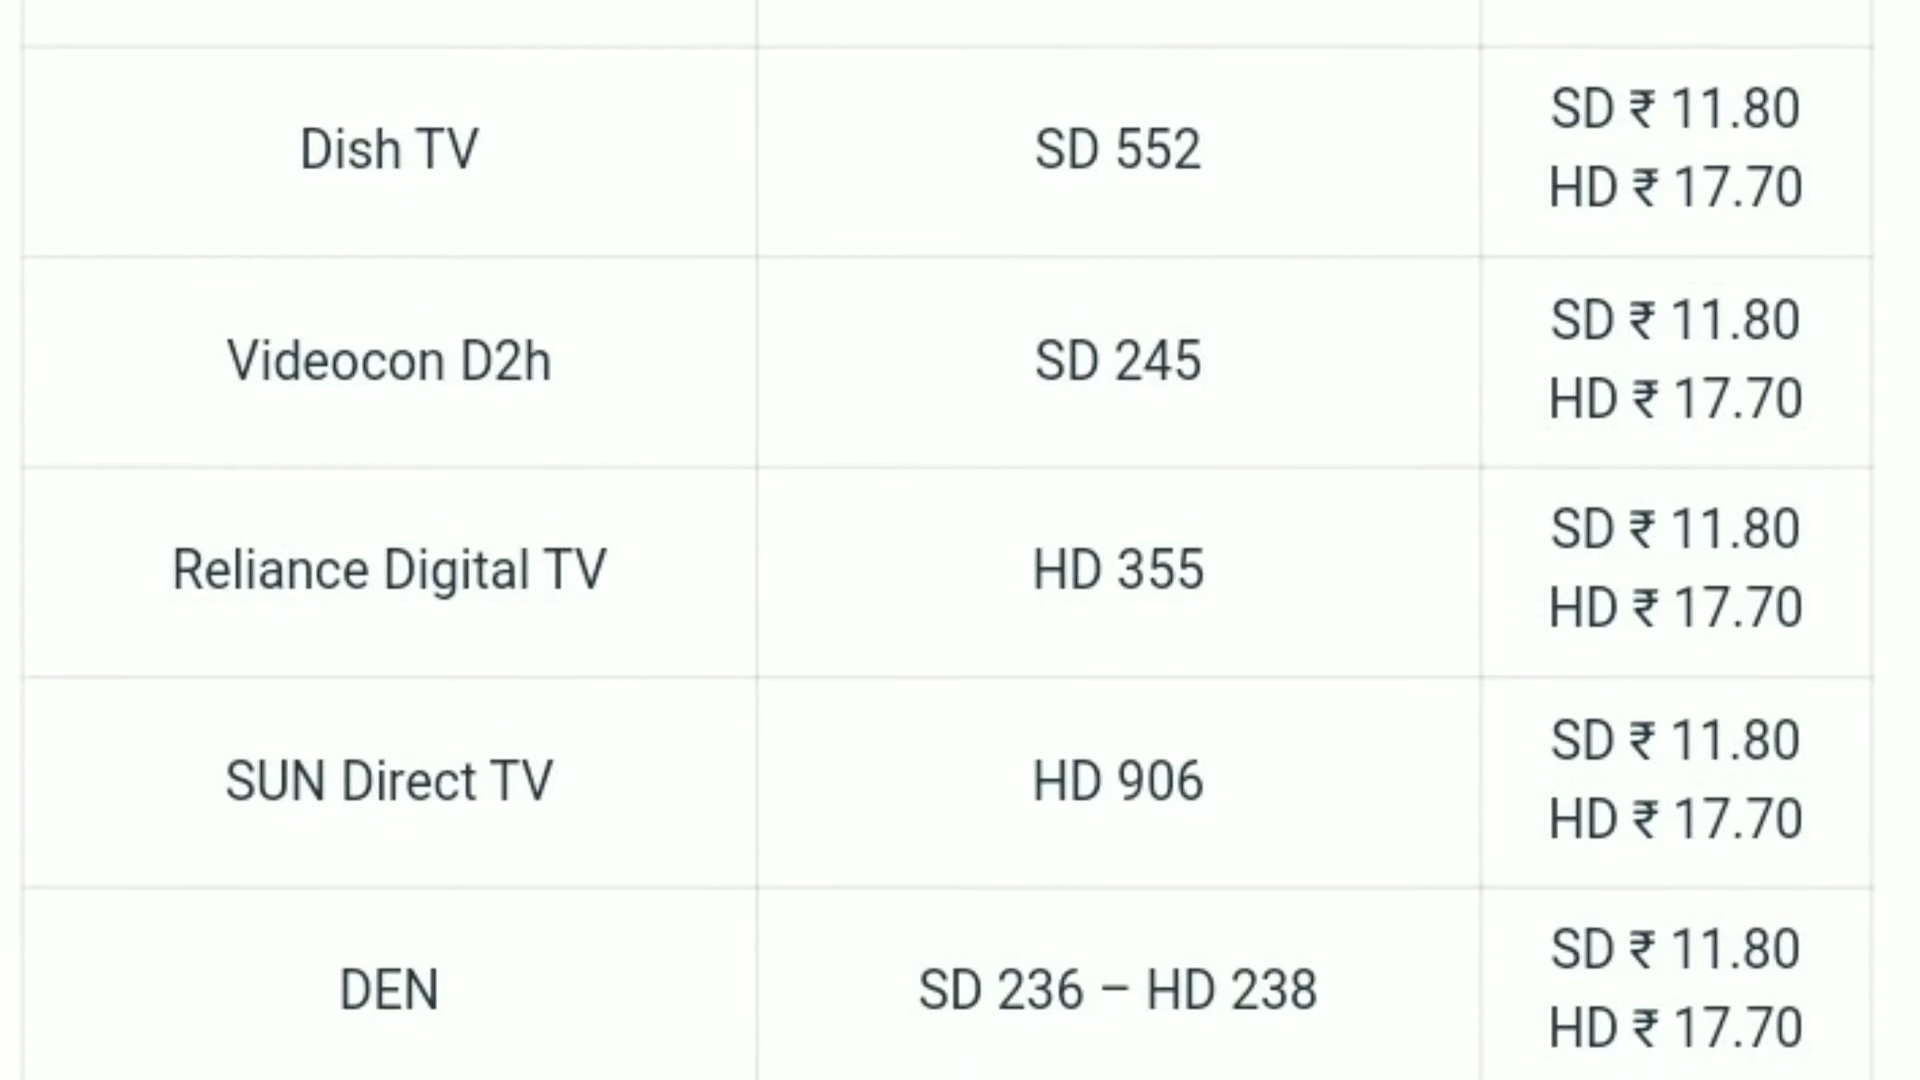 Dish TV
SD 552
SD ₹ 11.80
HD ₹ 17.70
Videocon D2h
SD 245
SD ₹ 11.80
HD ₹ 17.70
Reliance Digital TV
HD 355
SD ₹ 11.80
HD ₹ 17.70
SUN Direct TV
HD 906
SD ₹ 11.80
HD ₹ 17.70
DEN
SD 236 – HD 238
SD ₹ 11.80
HD ₹ 17.70